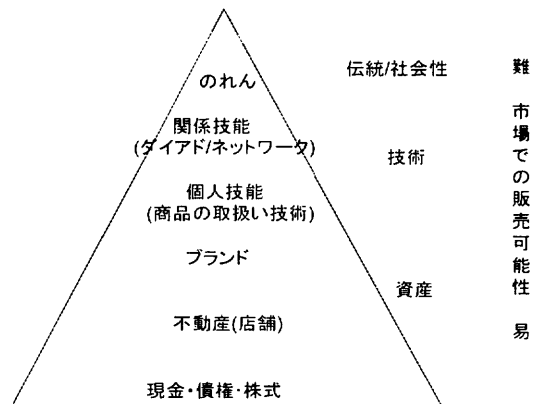 のれん
関係技能
(ダイアド/ネットワーク)
個人技能
(商品の取扱い技術)
ブランド
不動産(店舗)
現金・債権・株式
伝統/社会性
技術
資産
難 市場での販売可能性 易